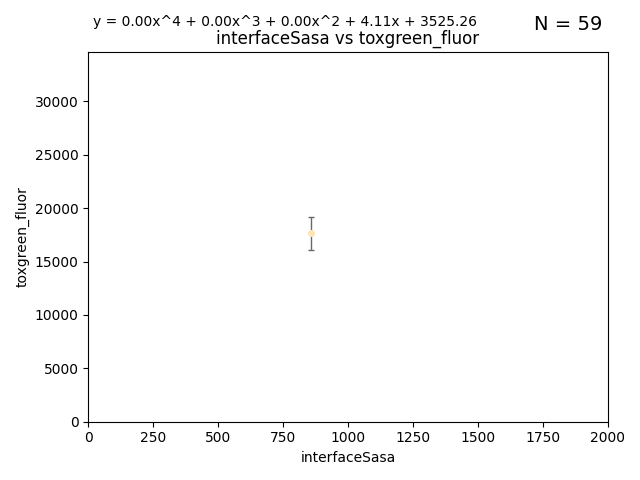 y = 0.00x^4 + 0.00x^3 + 0.00x^2 + 4.11x + 3525.26
N = 59
interfaceSasa vs toxgreen_fluor
30000
25000
20000
15000
10000
5000
0
toxgreen_fluor
0 250 500 750 1000 1250 1500 1750 2000
interfaceSasa